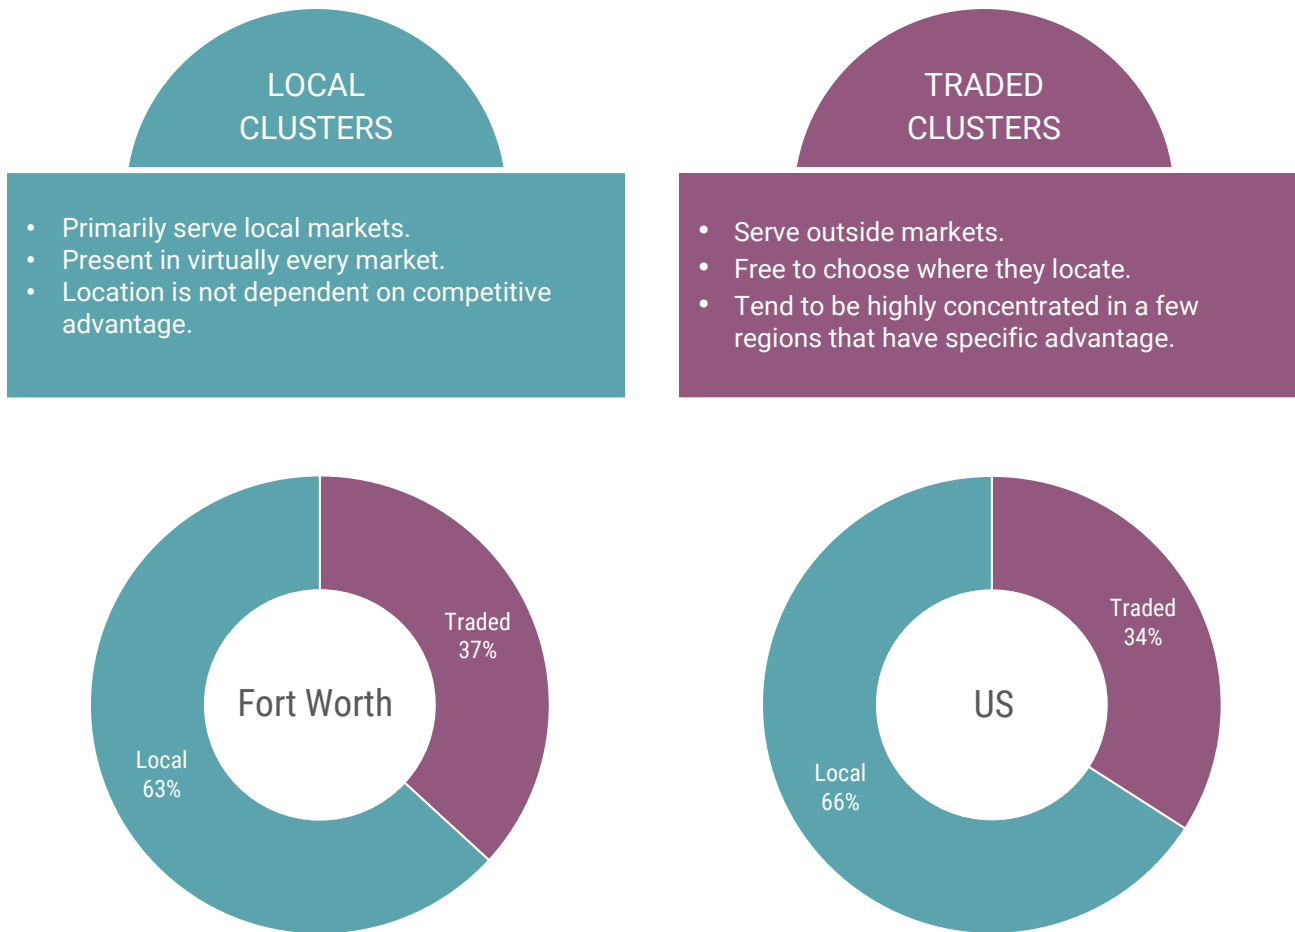 LOCAL
CLUSTERS
• Primarily serve local markets.
• Present in virtually every market.
• Location is not dependent on competitive
advantage.
TRADED
CLUSTERS
• Serve outside markets.
• Free to choose where they locate.
• Tend to be highly concentrated in a few
regions that have specific advantage.
Traded
37%
Fort Worth
Local
63%
Traded
34%
US
Local
66%